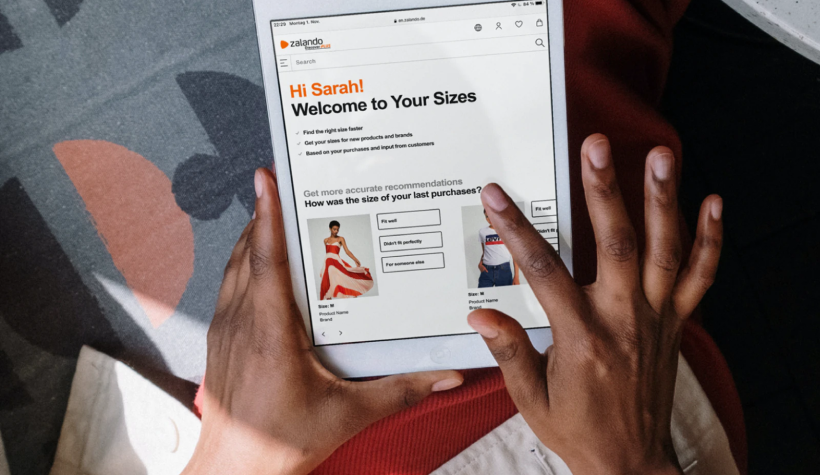 22:25 Montag 1. Nov.
en.zalando.de
84 %
zalando
Search
Hi Sarah!
Welcome to Your Sizes
✓ Find the right size faster
✓ Get your sizes for new products and brands
✓ Based on your purchases and input from customers
Get more accurate recommendations
How was the size of your last purchases?
Fit well
Didn't fit perfectly
For someone else
Size: M
Product Name
Brand
Fit well
Didn't fit p
LEVI'S
Size: M
Product Name
Brand